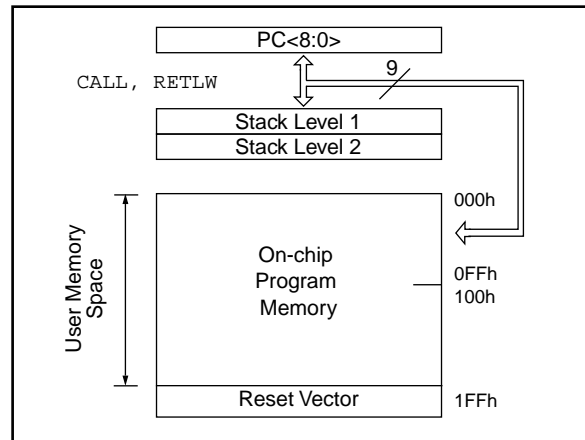 PC<8:0>
9
CALL, RETLW
Stack Level 1
Stack Level 2
000h
User Memory
Space
On-chip
Program
Memory
0FFh
100h
Reset Vector
1FFh